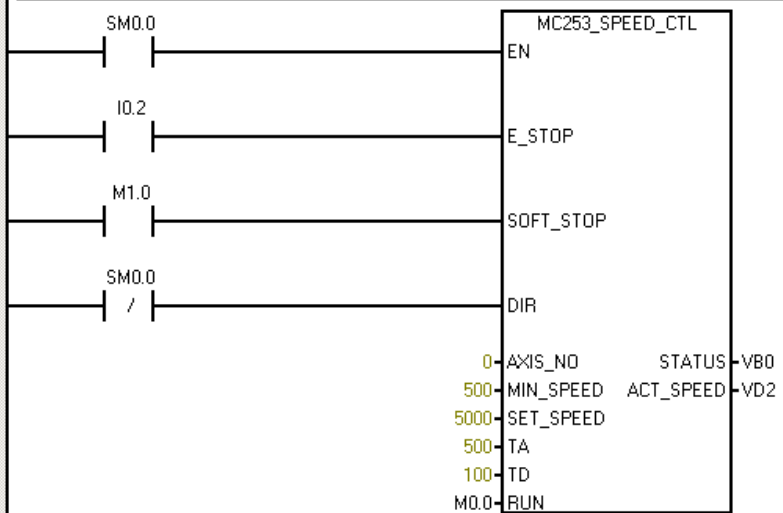 SM0.0
MC253_SPEED_CTL
EN
I0.2
E_STOP
M1.0
SOFT_STOP
SM0.0
/
DIR
0 AXIS_NO STATUS VB0
500 MIN_SPEED ACT_SPEED VD2
5000 SET_SPEED
500 TA
100 TD
M0.0 RUN